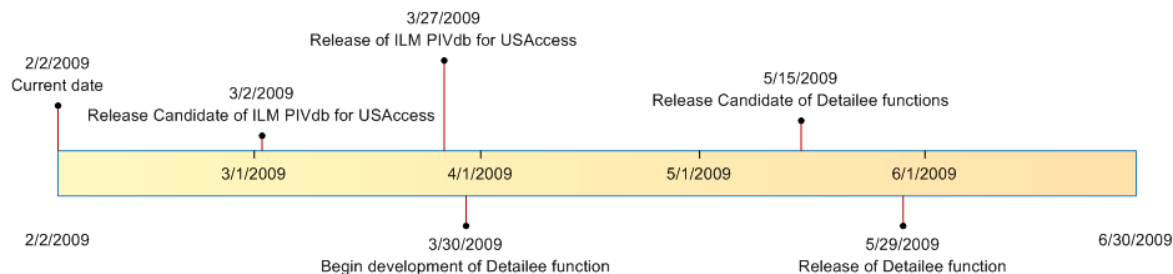 3/27/2009
Release of ILM PIVdb for USAccess
2/2/2009
Current date
3/2/2009
Release Candidate of ILM PIVdb for USAccess
5/15/2009
Release Candidate of Detailee functions
3/1/2009
4/1/2009
5/1/2009
6/1/2009
2/2/2009
3/30/2009
Begin development of Detailee function
5/29/2009
Release of Detailee function
6/30/2009